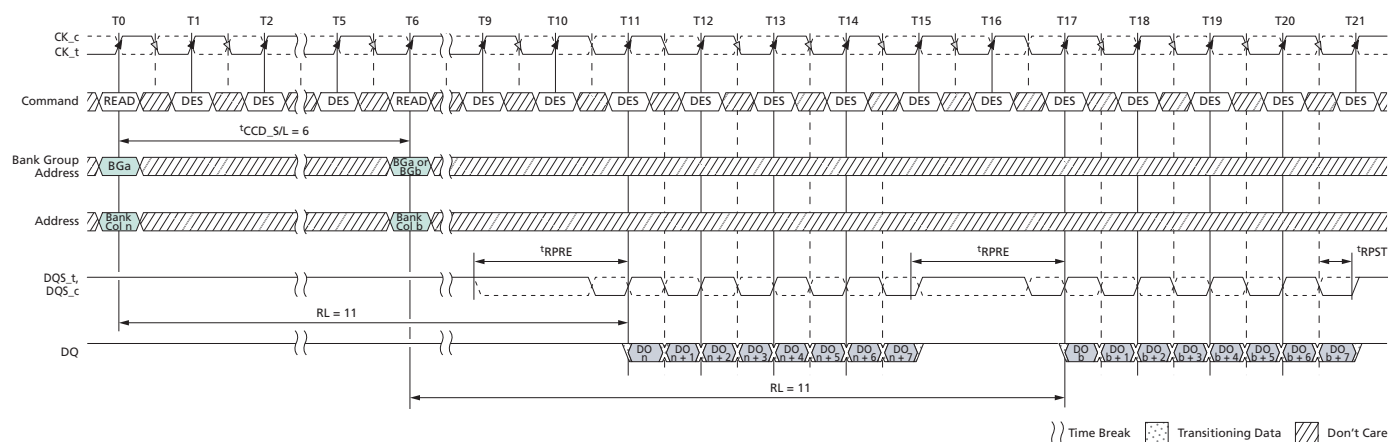 T0 T1 T2 T5 T6 T9 T10 T11 T12 T13 T14 T15 T16 T17 T18 T19 T20 T21
CK_c
CK_t
Command READ DES DES DES READ DES DES DES DES DES DES DES DES DES DES DES DES DES
tCCD_S/L = 6
Bank Group
Address
BGa
BGa or
BGb
Address
Bank
Col n
Bank
Col b
tRPRE tRPRE tRPST
DQS_t,
DQS_c
RL = 11
DQ
DO
n
DO
n + 1
DO
n + 2
DO
n + 3
DO
n + 4
DO
n + 5
DO
n + 6
DO
n + 7
DO
b
DO
b + 1
DO
b + 2
DO
b + 3
DO
b + 4
DO
b + 5
DO
b + 6
DO
b + 7
RL = 11
Time Break Transitioning Data Don't Care